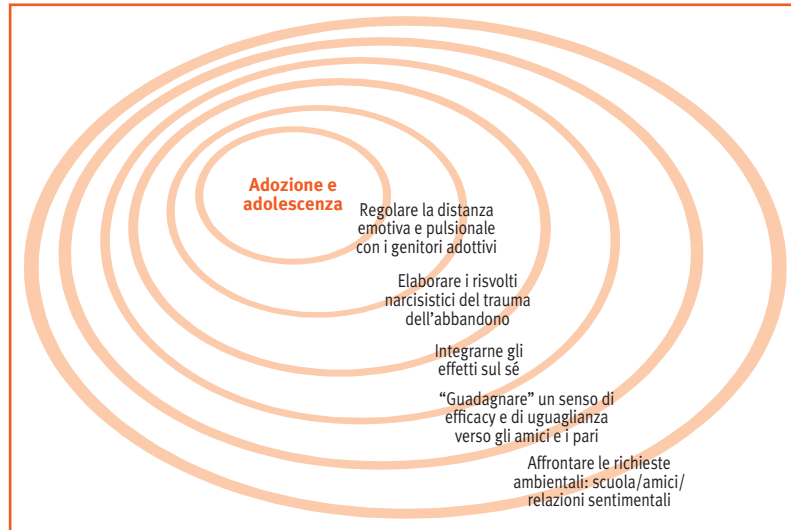 Adozione e
adolescenza
Regolare la distanza
emotiva e pulsionale
con i genitori adottivi
Elaborare i risvolti
narcisistici del trauma
dell’abbandono
Integrarne gli
effetti sul sé
“Guadagnare” un senso di
efficacy e di uguaglianza
verso gli amici e i pari
Affrontare le richieste
ambientali: scuola/amici/
relazioni sentimentali